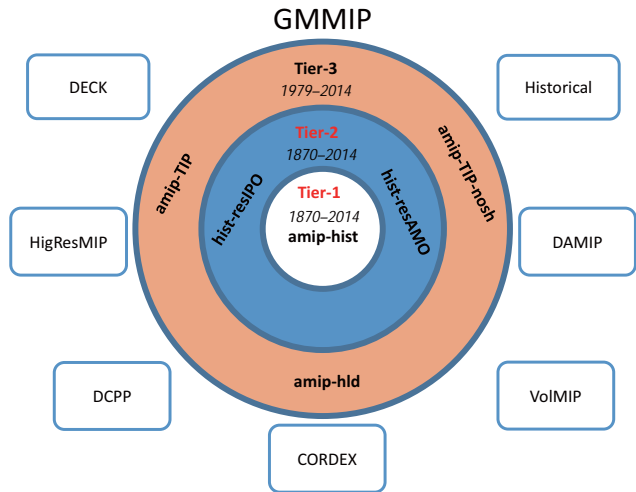 GMMIP
DECK
Tier-3
1979–2014
Historical
Tier-2
1870–2014
amip-TIP
hist-resIPO
hist-resAMO
amip-TIP-nosh
Tier-1
1870–2014
amip-hist
HigResMIP
DAMIP
amip-hld
DCPP
VolMIP
CORDEX